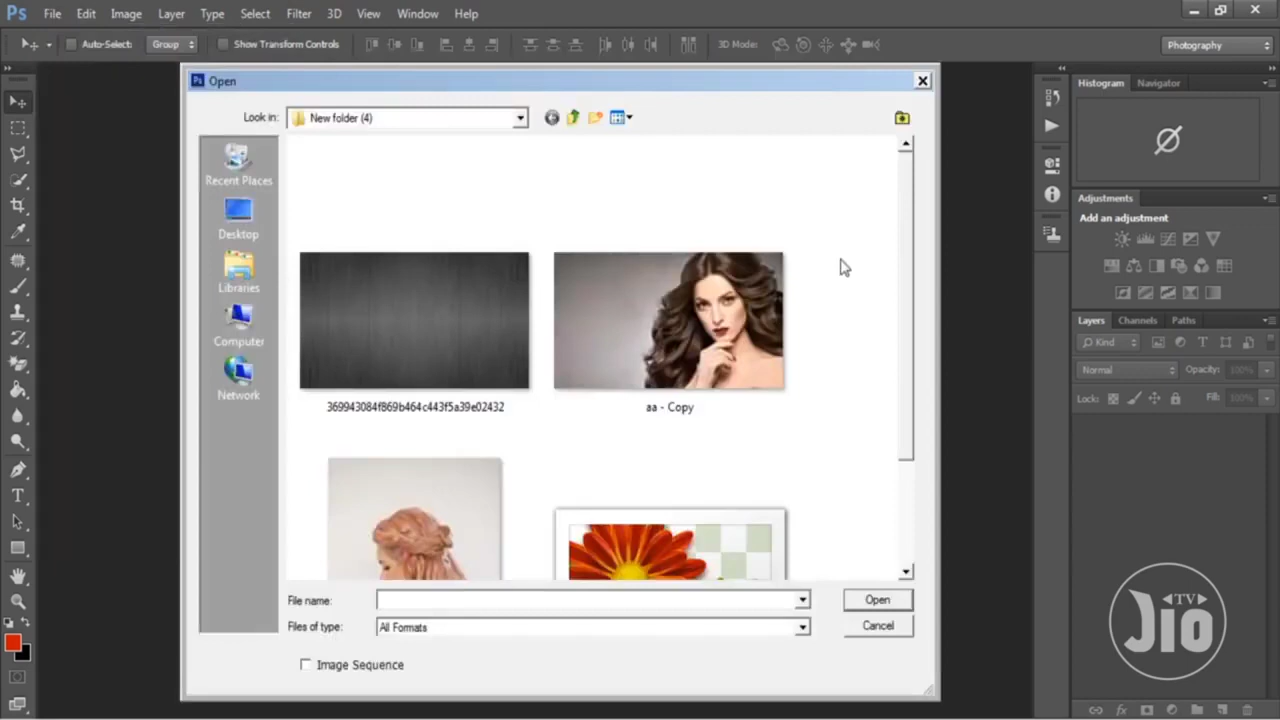 Ps File Edit Image Layer Type Select Filter 3D View Window Help
Auto-Select: Group Show Transform Controls 3D Mode: Photography
Open
Look in: New folder (4)
Recent Places
Desktop
Libraries
Computer
Network
369943084f869b464c443f5a39e02432
aa - Copy
File name:
Open
Files of type: All Formats
Cancel
Image Sequence
Histogram Navigator
Adjustments
Add an adjustment
Layers Channels Paths
Kind
Normal Opacity: 100%
Lock: Fill: 100%
TV
Jio